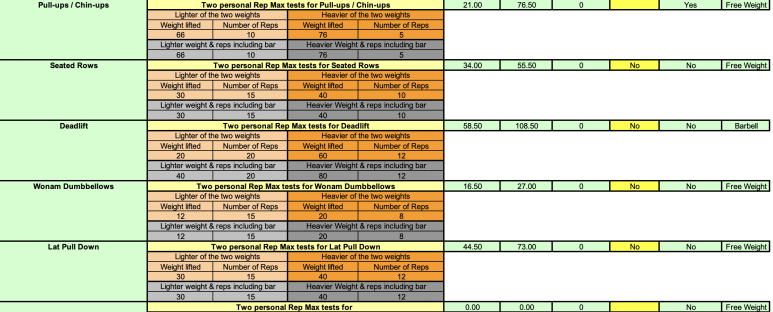 Pull-ups / Chin-ups Two personal Rep Max tests for Pull-ups / Chin-ups 21.00 76.50 0 Yes Free Weight
Lighter of the two weights Heavier of the two weights
Weight lifted Number of Reps Weight lifted Number of Reps
66 10 76 5
Lighter weight & reps including bar Heavier Weight & reps including bar
66 10 76 5
Seated Rows Two personal Rep Max tests for Seated Rows 34.00 55.50 0 No No Free Weight
Lighter of the two weights Heavier of the two weights
Weight lifted Number of Reps Weight lifted Number of Reps
30 15 40 10
Lighter weight & reps including bar Heavier Weight & reps including bar
30 15 40 10
Deadlift Two personal Rep Max tests for Deadlift 58.50 108.50 0 No No Barbell
Lighter of the two weights Heavier of the two weights
Weight lifted Number of Reps Weight lifted Number of Reps
20 20 60 12
Lighter weight & reps including bar Heavier Weight & reps including bar
40 20 80 12
Wonam Dumbbellows Two personal Rep Max tests for Wonam Dumbbellows 16.50 27.00 0 No No Free Weight
Lighter of the two weights Heavier of the two weights
Weight lifted Number of Reps Weight lifted Number of Reps
12 15 20 8
Lighter weight & reps including bar Heavier Weight & reps including bar
12 15 20 8
Lat Pull Down Two personal Rep Max tests for Lat Pull Down 44.50 73.00 0 No No Free Weight
Lighter of the two weights Heavier of the two weights
Weight lifted Number of Reps Weight lifted Number of Reps
30 15 40 12
Lighter weight & reps including bar Heavier Weight & reps including bar
30 15 40 12
Two personal Rep Max tests for 0.00 0.00 0 No Free Weight